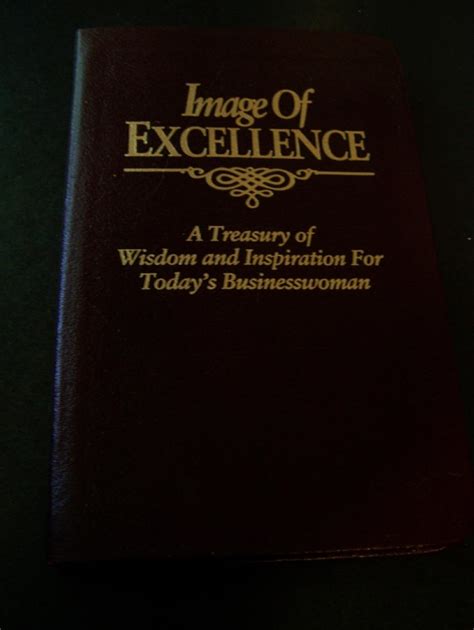 Image Of
EXCELLENCE
A Treasury of
Wisdom and Inspiration For
Today's Businesswoman